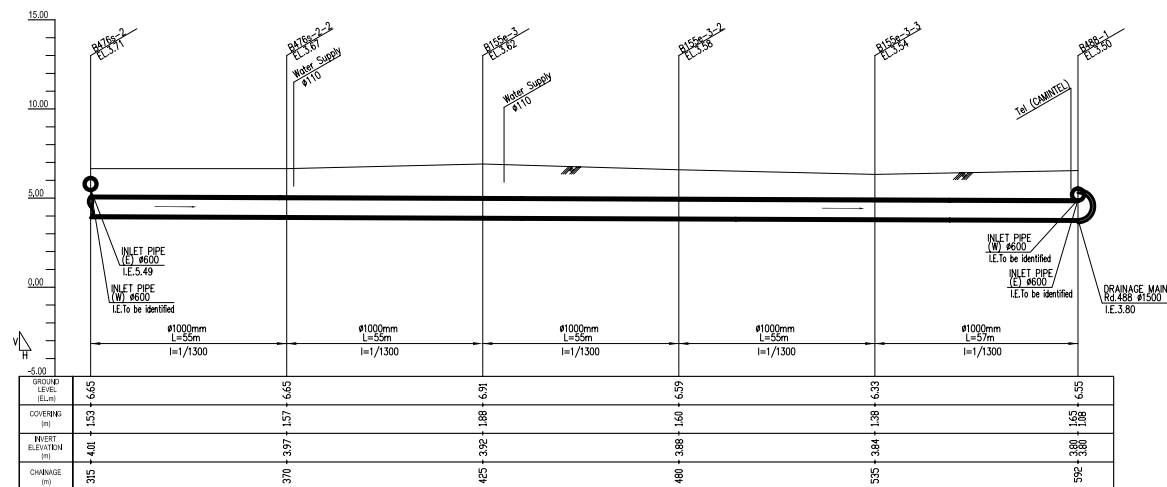 15.00
10.00
5.00
0.00
-5.00
B476s-2
EL.3.71
B476s-2-2
EL.3.67
Water Supply
ø110
B155e-3
EL.3.62
Water Supply
ø110
B155e-3-2
EL.3.58
B155e-3-3
EL.3.54
Tel (CAMINTEL)
B488-1
EL.3.50
INLET PIPE
(E) ø600
I.E.5.49
INLET PIPE
(W) ø600
I.E.To be identified
INLET PIPE
(W) ø600
I.E.To be identified
INLET PIPE
(E) ø600
I.E.To be identified
DRAINAGE MAIN
Rd.488 ø1500
I.E.3.80
V
H
ø1000mm
L=55m
I=1/1300
ø1000mm
L=55m
I=1/1300
ø1000mm
L=55m
I=1/1300
ø1000mm
L=55m
I=1/1300
ø1000mm
L=57m
I=1/1300
GROUND
LEVEL
(EL.m)
6.65 6.65 6.91 6.59 6.33 6.55
COVERING
(m)
1.53 1.57 1.88 1.60 1.38 1.65 1.08
INVERT
ELEVATION
(m)
4.01 3.97 3.92 3.88 3.84 3.80 3.80
CHAINAGE
(m)
315 370 425 480 535 592